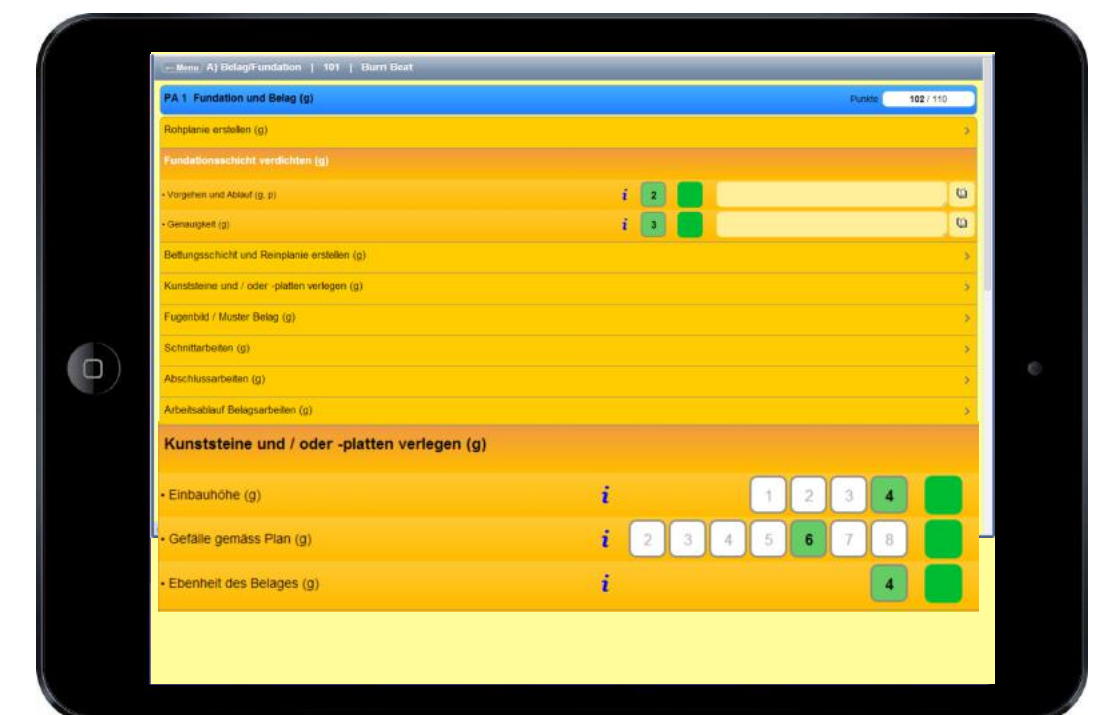 ← Menu A) Belag/Fundation | 101 | Burn Beat
PA 1 Fundation und Belag (g) Punkte 102 / 110
Rohplanie erstellen (g) >
Fundationsschicht verdichten (g)
• Vorgehen und Ablauf (g, p) i 2
• Genauigkeit (g) i 3
Bettungsschicht und Reinplanie erstellen (g) >
Kunststeine und / oder -platten verlegen (g) >
Fugenbild / Muster Belag (g) >
Schnittarbeiten (g) >
Abschlussarbeiten (g) >
Arbeitsablauf Belagsarbeiten (g) >
Kunststeine und / oder -platten verlegen (g)
• Einbauhöhe (g) i 1 2 3 4
• Gefälle gemäss Plan (g) i 2 3 4 5 6 7 8
• Ebenheit des Belages (g) i 4